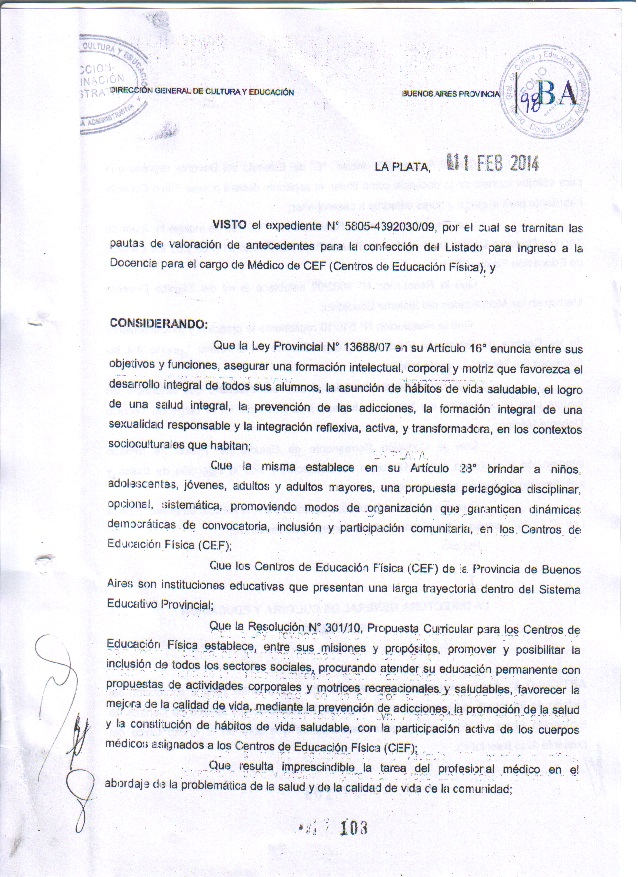 CULTURA Y EDUCA
CCION
INACIÓN
STRAT
ADMINISTRATIVA
DIRECCIÓN GENERAL DE CULTURA Y EDUCACIÓN
BUENOS AIRES PROVINCIA
BA
98
LA PLATA, 11 FEB 2014
VISTO el expediente N° 5805-4392030/09, por el cual se tramitan las
pautas de valoración de antecedentes para la confección del Listado para Ingreso a la
Docencia para el cargo de Médico de CEF (Centros de Educación Física), y
CONSIDERANDO:
Que la Ley Provincial N° 13688/07 en su Artículo 16° enuncia entre sus
objetivos y funciones, asegurar una formación intelectual, corporal y motriz que favorezca el
desarrollo integral de todos sus alumnos, la asunción de hábitos de vida saludable, el logro
de una salud integral, la prevención de las adicciones, la formación integral de una
sexualidad responsable y la integración reflexiva, activa, y transformadora, en los contextos
socioculturales que habitan;
Que la misma establece en su Artículo 23° brindar a niños,
adolescentes, jóvenes, adultos y adultos mayores, una propuesta pedagógica disciplinar,
opcional, sistemática, promoviendo modos de organización que garanticen dinámicas
democráticas de convocatoria, inclusión y participación comunitaria, en los Centros de
Educación Física (CEF);
Que los Centros de Educación Física (CEF) de la Provincia de Buenos
Aires son instituciones educativas que presentan una larga trayectoria dentro del Sistema
Educativo Provincial;
Que la Resolución N° 301/10, Propuesta Curricular para los Centros de
Educación Física establece, entre sus misiones y propósitos, promover y posibilitar la
inclusión de todos los sectores sociales, procurando atender su educación permanente con
propuestas de actividades corporales y motrices recreacionales y saludables, favorecer la
mejora de la calidad de vida, mediante la prevención de adicciones, la promoción de la salud
y la constitución de hábitos de vida saludable, con la participación activa de los cuerpos
médicos asignados a los Centros de Educación Física (CEF);
Que resulta imprescindible la tarea del profesional médico en el
abordaje de la problemática de la salud y de la calidad de vida de la comunidad;
103